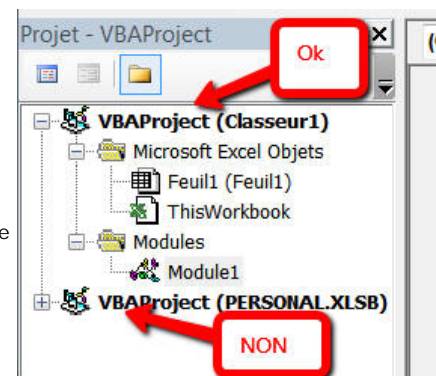 Projet - VBAProject
Ok
VBAProject (Classeur1)
Microsoft Excel Objets
Feuil1 (Feuil1)
ThisWorkbook
e
Modules
Module1
VBAProject (PERSONAL.XLSB)
NON